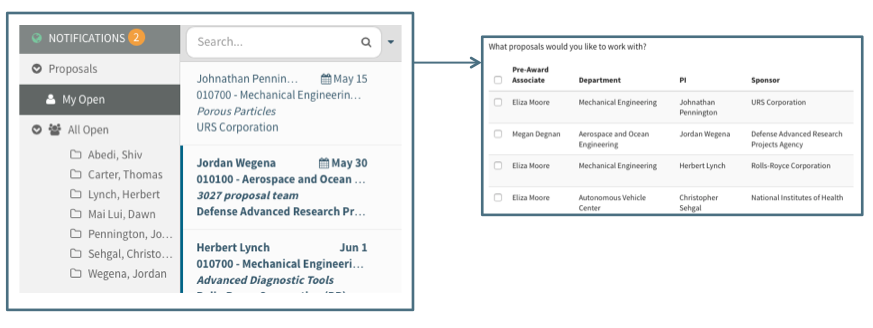 NOTIFICATIONS 2
Proposals
My Open
All Open
Abedi, Shiv
Carter, Thomas
Lynch, Herbert
Mai Lui, Dawn
Pennington, Jo...
Sehgal, Christo...
Wegena, Jordan
Search...
Johnathan Pennin... May 15
010700 - Mechanical Engineerin...
Porous Particles
URS Corporation
Jordan Wegena May 30
010100 - Aerospace and Ocean ...
3027 proposal team
Defense Advanced Research Pr...
Herbert Lynch Jun 1
010700 - Mechanical Engineeri...
Advanced Diagnostic Tools
What proposals would you like to work with?
Pre-Award
Associate Department PI Sponsor
Eliza Moore Mechanical Engineering Johnathan URS Corporation
Pennington
Megan Degnan Aerospace and Ocean Jordan Wegena Defense Advanced Research
Engineering Projects Agency
Eliza Moore Mechanical Engineering Herbert Lynch Rolls-Royce Corporation
Eliza Moore Autonomous Vehicle Christopher National Institutes of Health
Center Sehgal